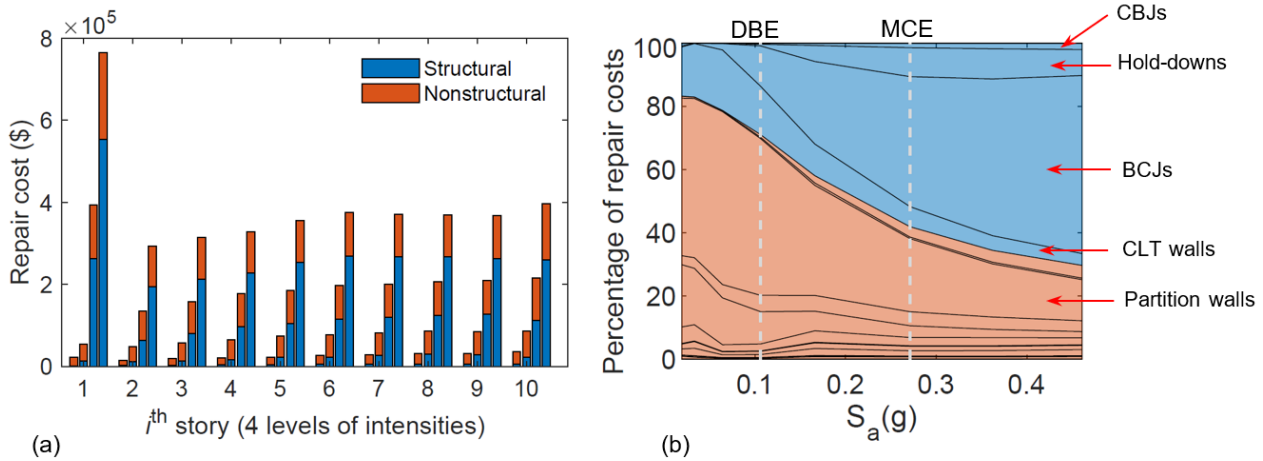 ×10⁵
8
6
4
2
0
Repair cost ($)
Structural
Nonstructural
1 2 3 4 5 6 7 8 9 10
iᵗʰ story (4 levels of intensities)
(a)
DBE
MCE
100
80
60
40
20
0
Percentage of repair costs
0.1 0.2 0.3 0.4
Sₐ(g)
(b)
CBJs
Hold-downs
BCJs
CLT walls
Partition walls